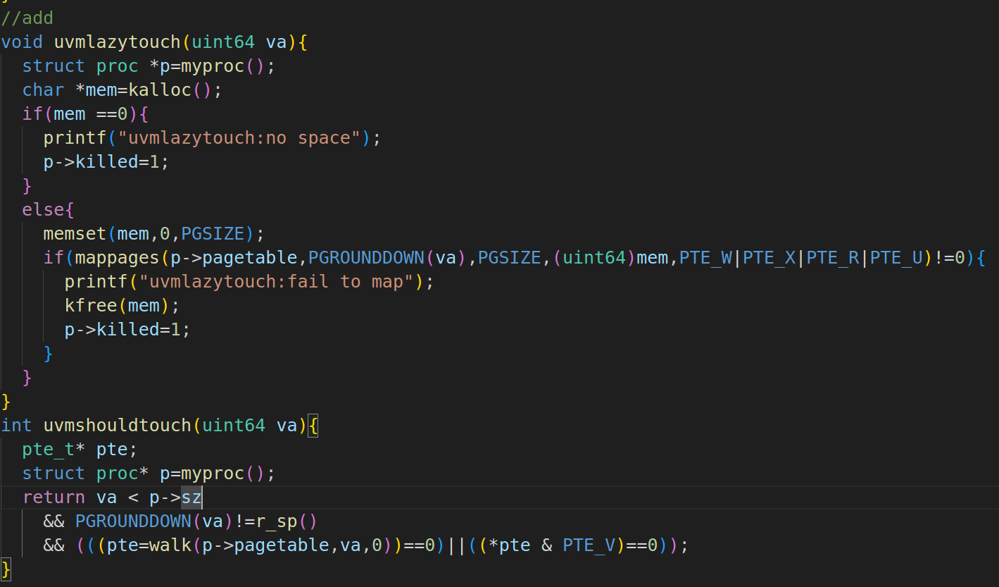 }
//add
void uvmlazytouch(uint64 va){
  struct proc *p=myproc();
  char *mem=kalloc();
  if(mem ==0){
    printf("uvmlazytouch:no space");
    p->killed=1;
  }
  else{
    memset(mem,0,PGSIZE);
    if(mappages(p->pagetable,PGROUNDDOWN(va),PGSIZE,(uint64)mem,PTE_W|PTE_X|PTE_R|PTE_U)!=0){
      printf("uvmlazytouch:fail to map");
      kfree(mem);
      p->killed=1;
    }
  }
}
int uvmshouldtouch(uint64 va){
  pte_t* pte;
  struct proc* p=myproc();
  return va < p->sz
    && PGROUNDDOWN(va)!=r_sp()
    && (((pte=walk(p->pagetable,va,0))==0)||((*pte & PTE_V)==0));
}